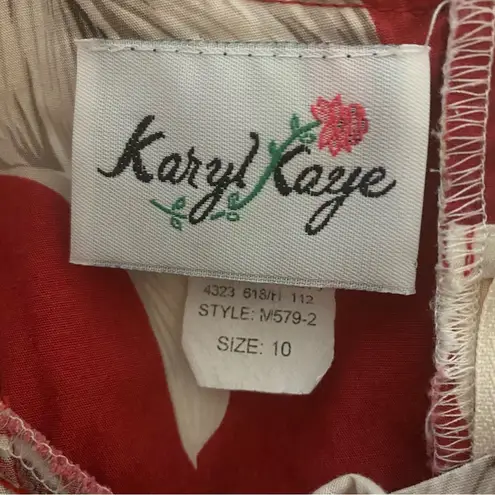 Karyl Kaye
4323 618/H 112
STYLE: M579-2
SIZE: 10